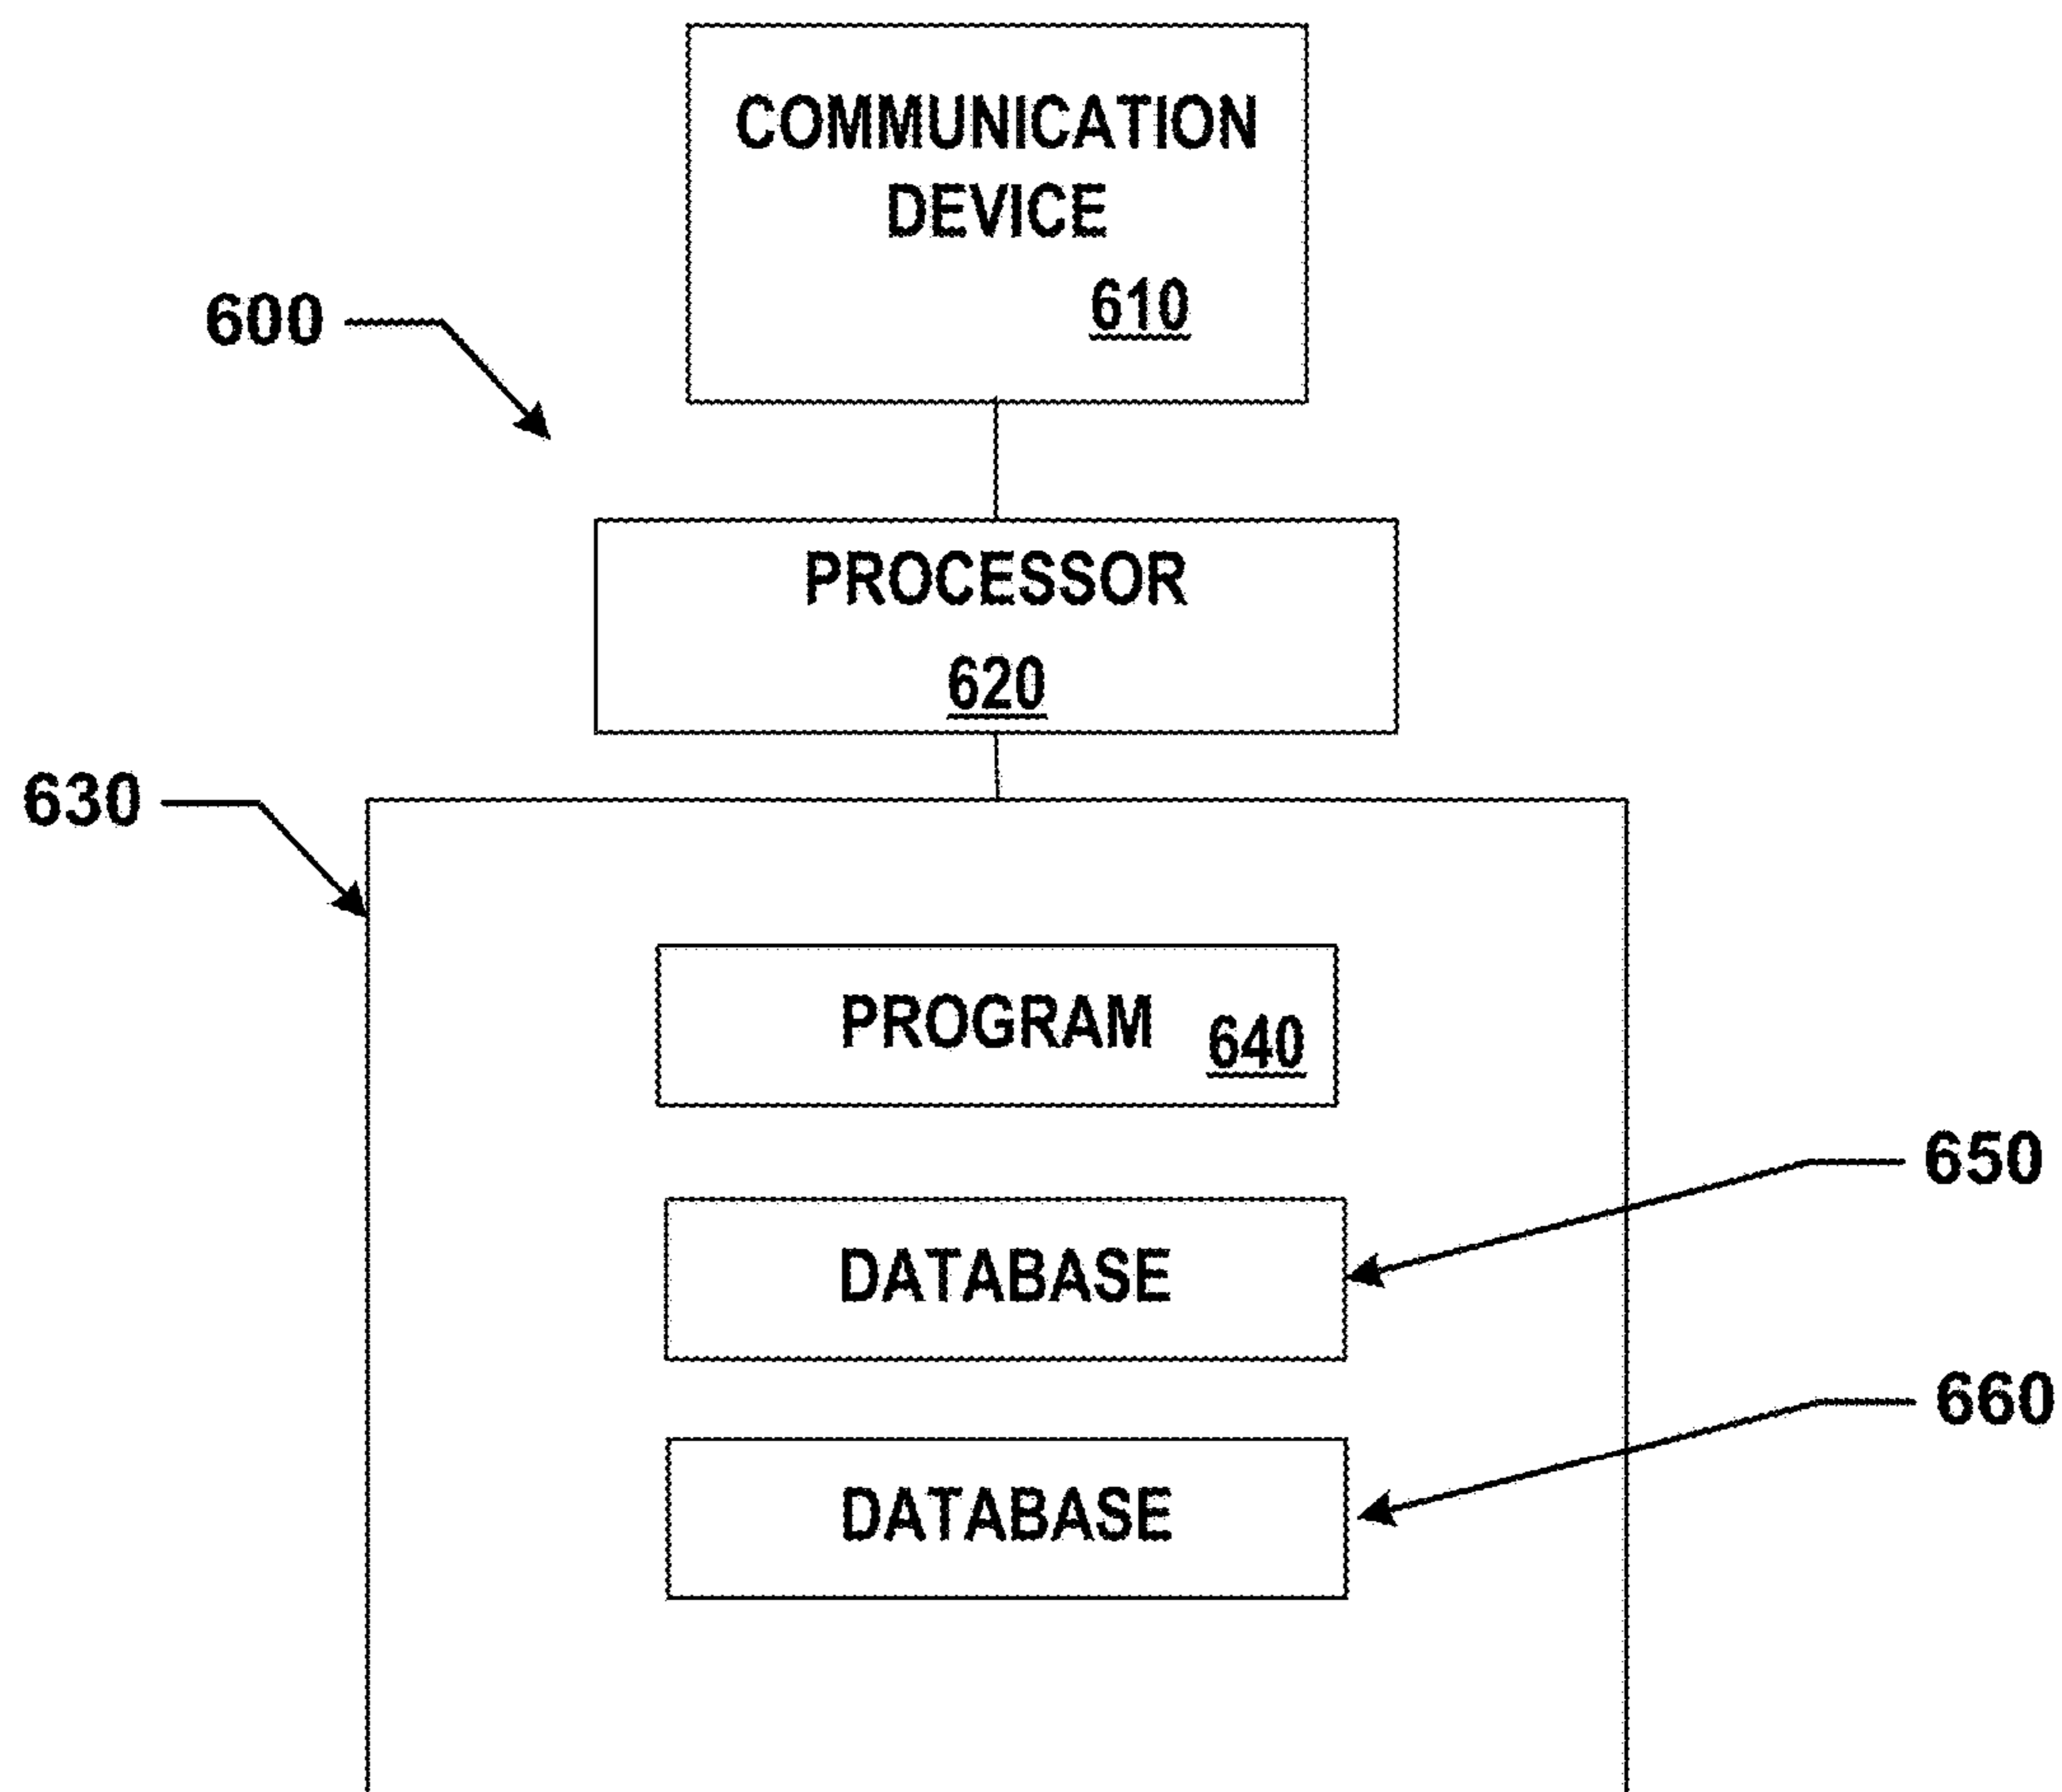 COMMUNICATION
DEVICE
610
600
PROCESSOR
620
630
PROGRAM 640
650
DATABASE
660
DATABASE